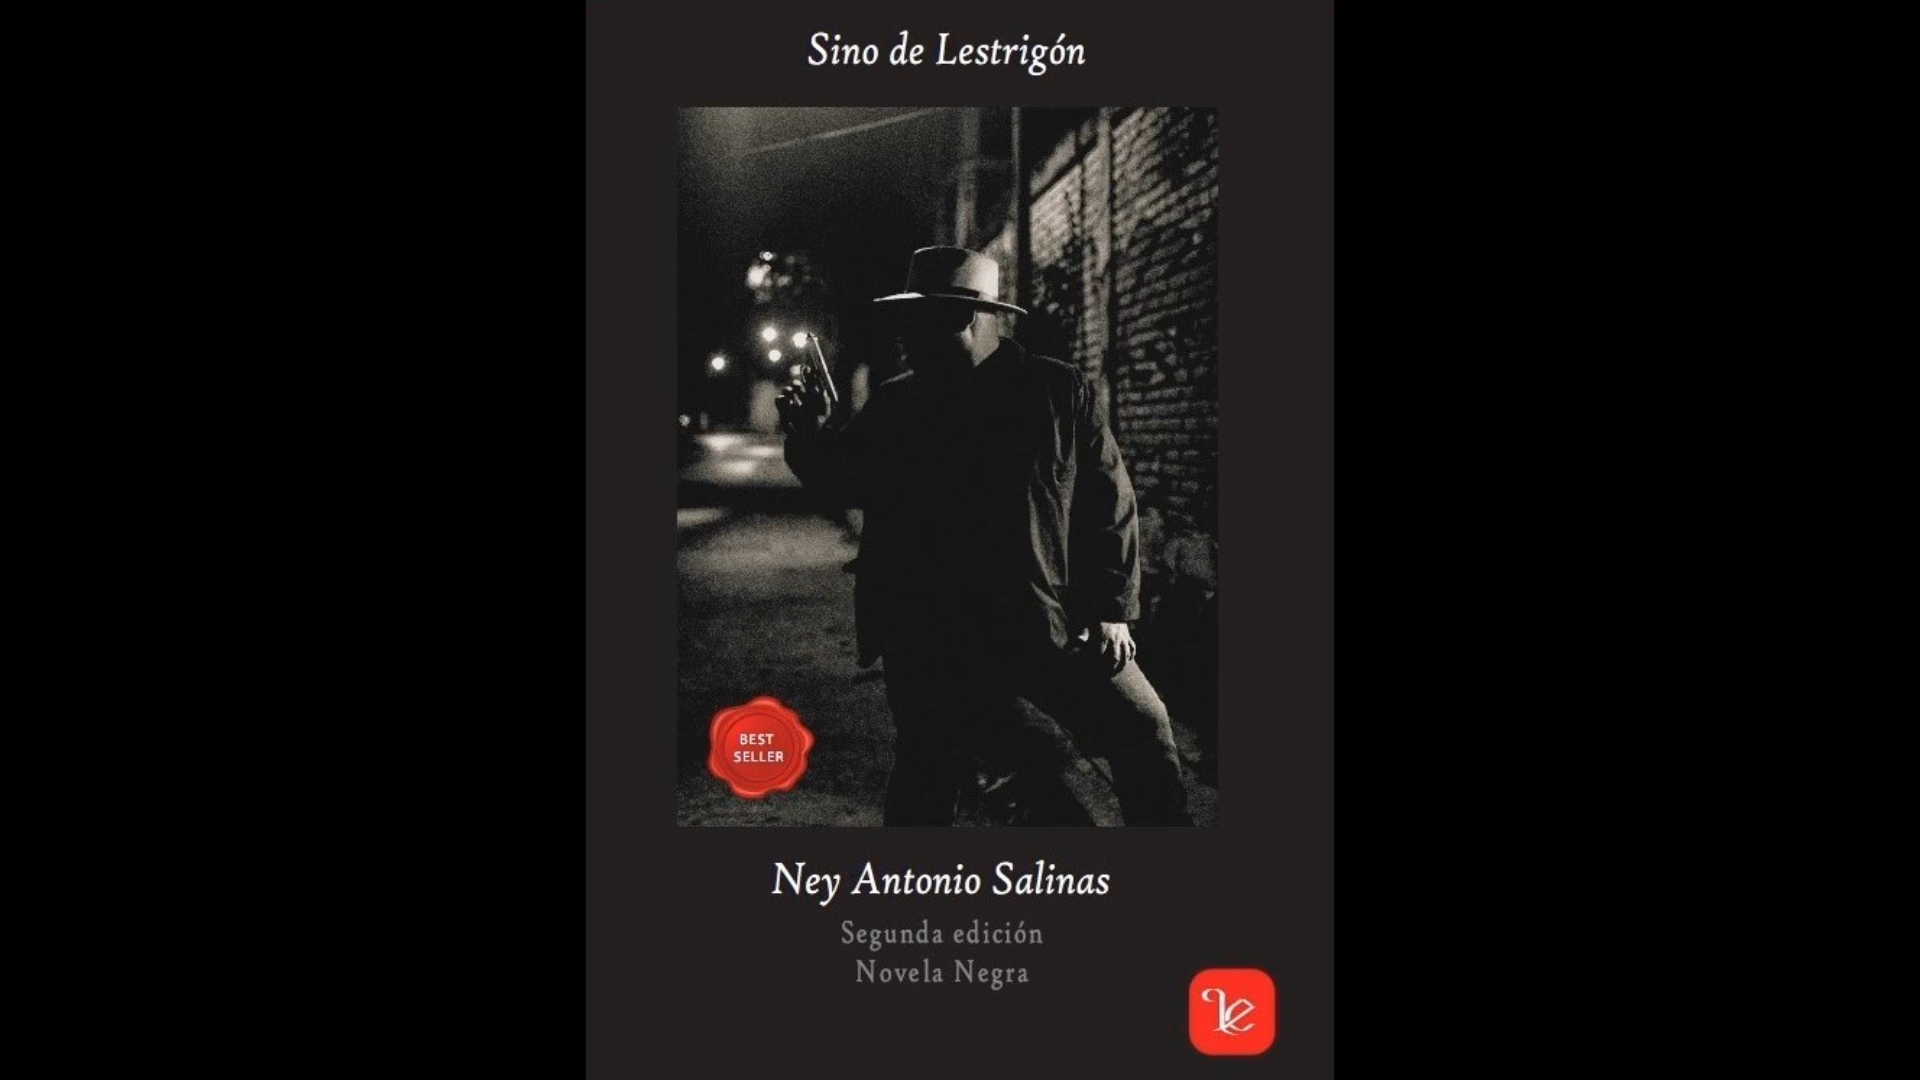 Sino de Lestrigón
BEST
SELLER
Ney Antonio Salinas
Segunda edición
Novela Negra